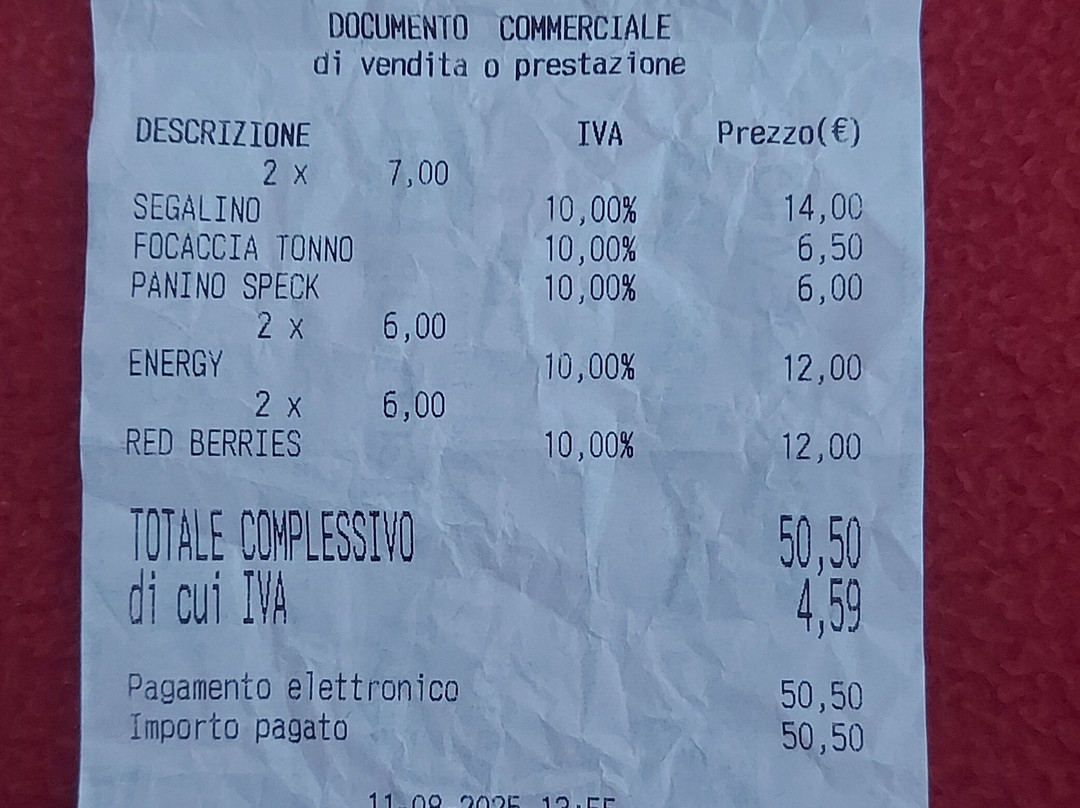 DOCUMENTO COMMERCIALE
di vendita o prestazione
DESCRIZIONE IVA Prezzo(€)
2 x 7,00
SEGALINO 10,00% 14,00
FOCACCIA TONNO 10,00% 6,50
PANINO SPECK 10,00% 6,00
2 x 6,00
ENERGY 10,00% 12,00
2 x 6,00
RED BERRIES 10,00% 12,00
TOTALE COMPLESSIVO 50,50
di cui IVA 4,59
Pagamento elettronico 50,50
Importo pagato 50,50